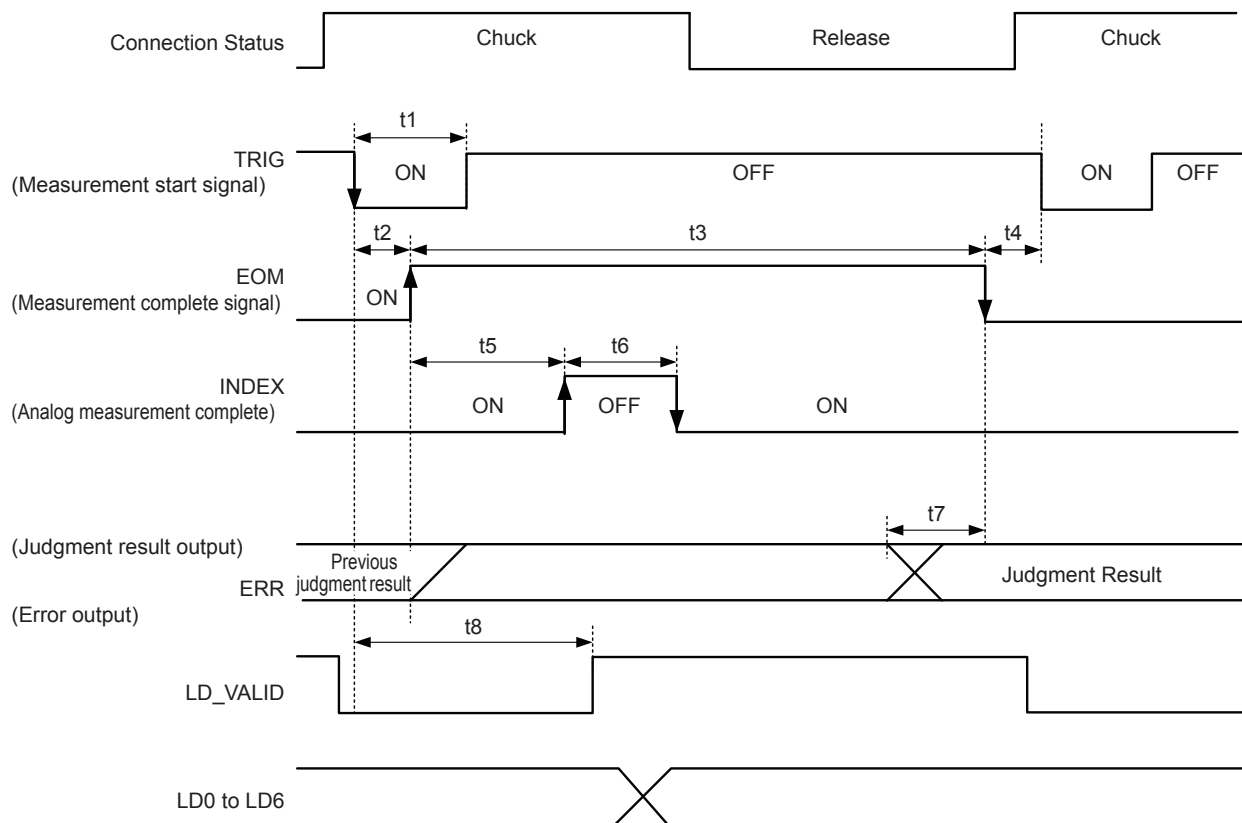 Connection Status
Chuck
Release
Chuck
t1
TRIG
(Measurement start signal)
ON
OFF
ON
OFF
t2
t3
t4
EOM
(Measurement complete signal)
ON
t5
t6
INDEX
(Analog measurement complete)
ON
OFF
ON
t7
(Judgment result output)
Previous
judgment result
ERR
Judgment Result
(Error output)
t8
LD_VALID
LD0 to LD6